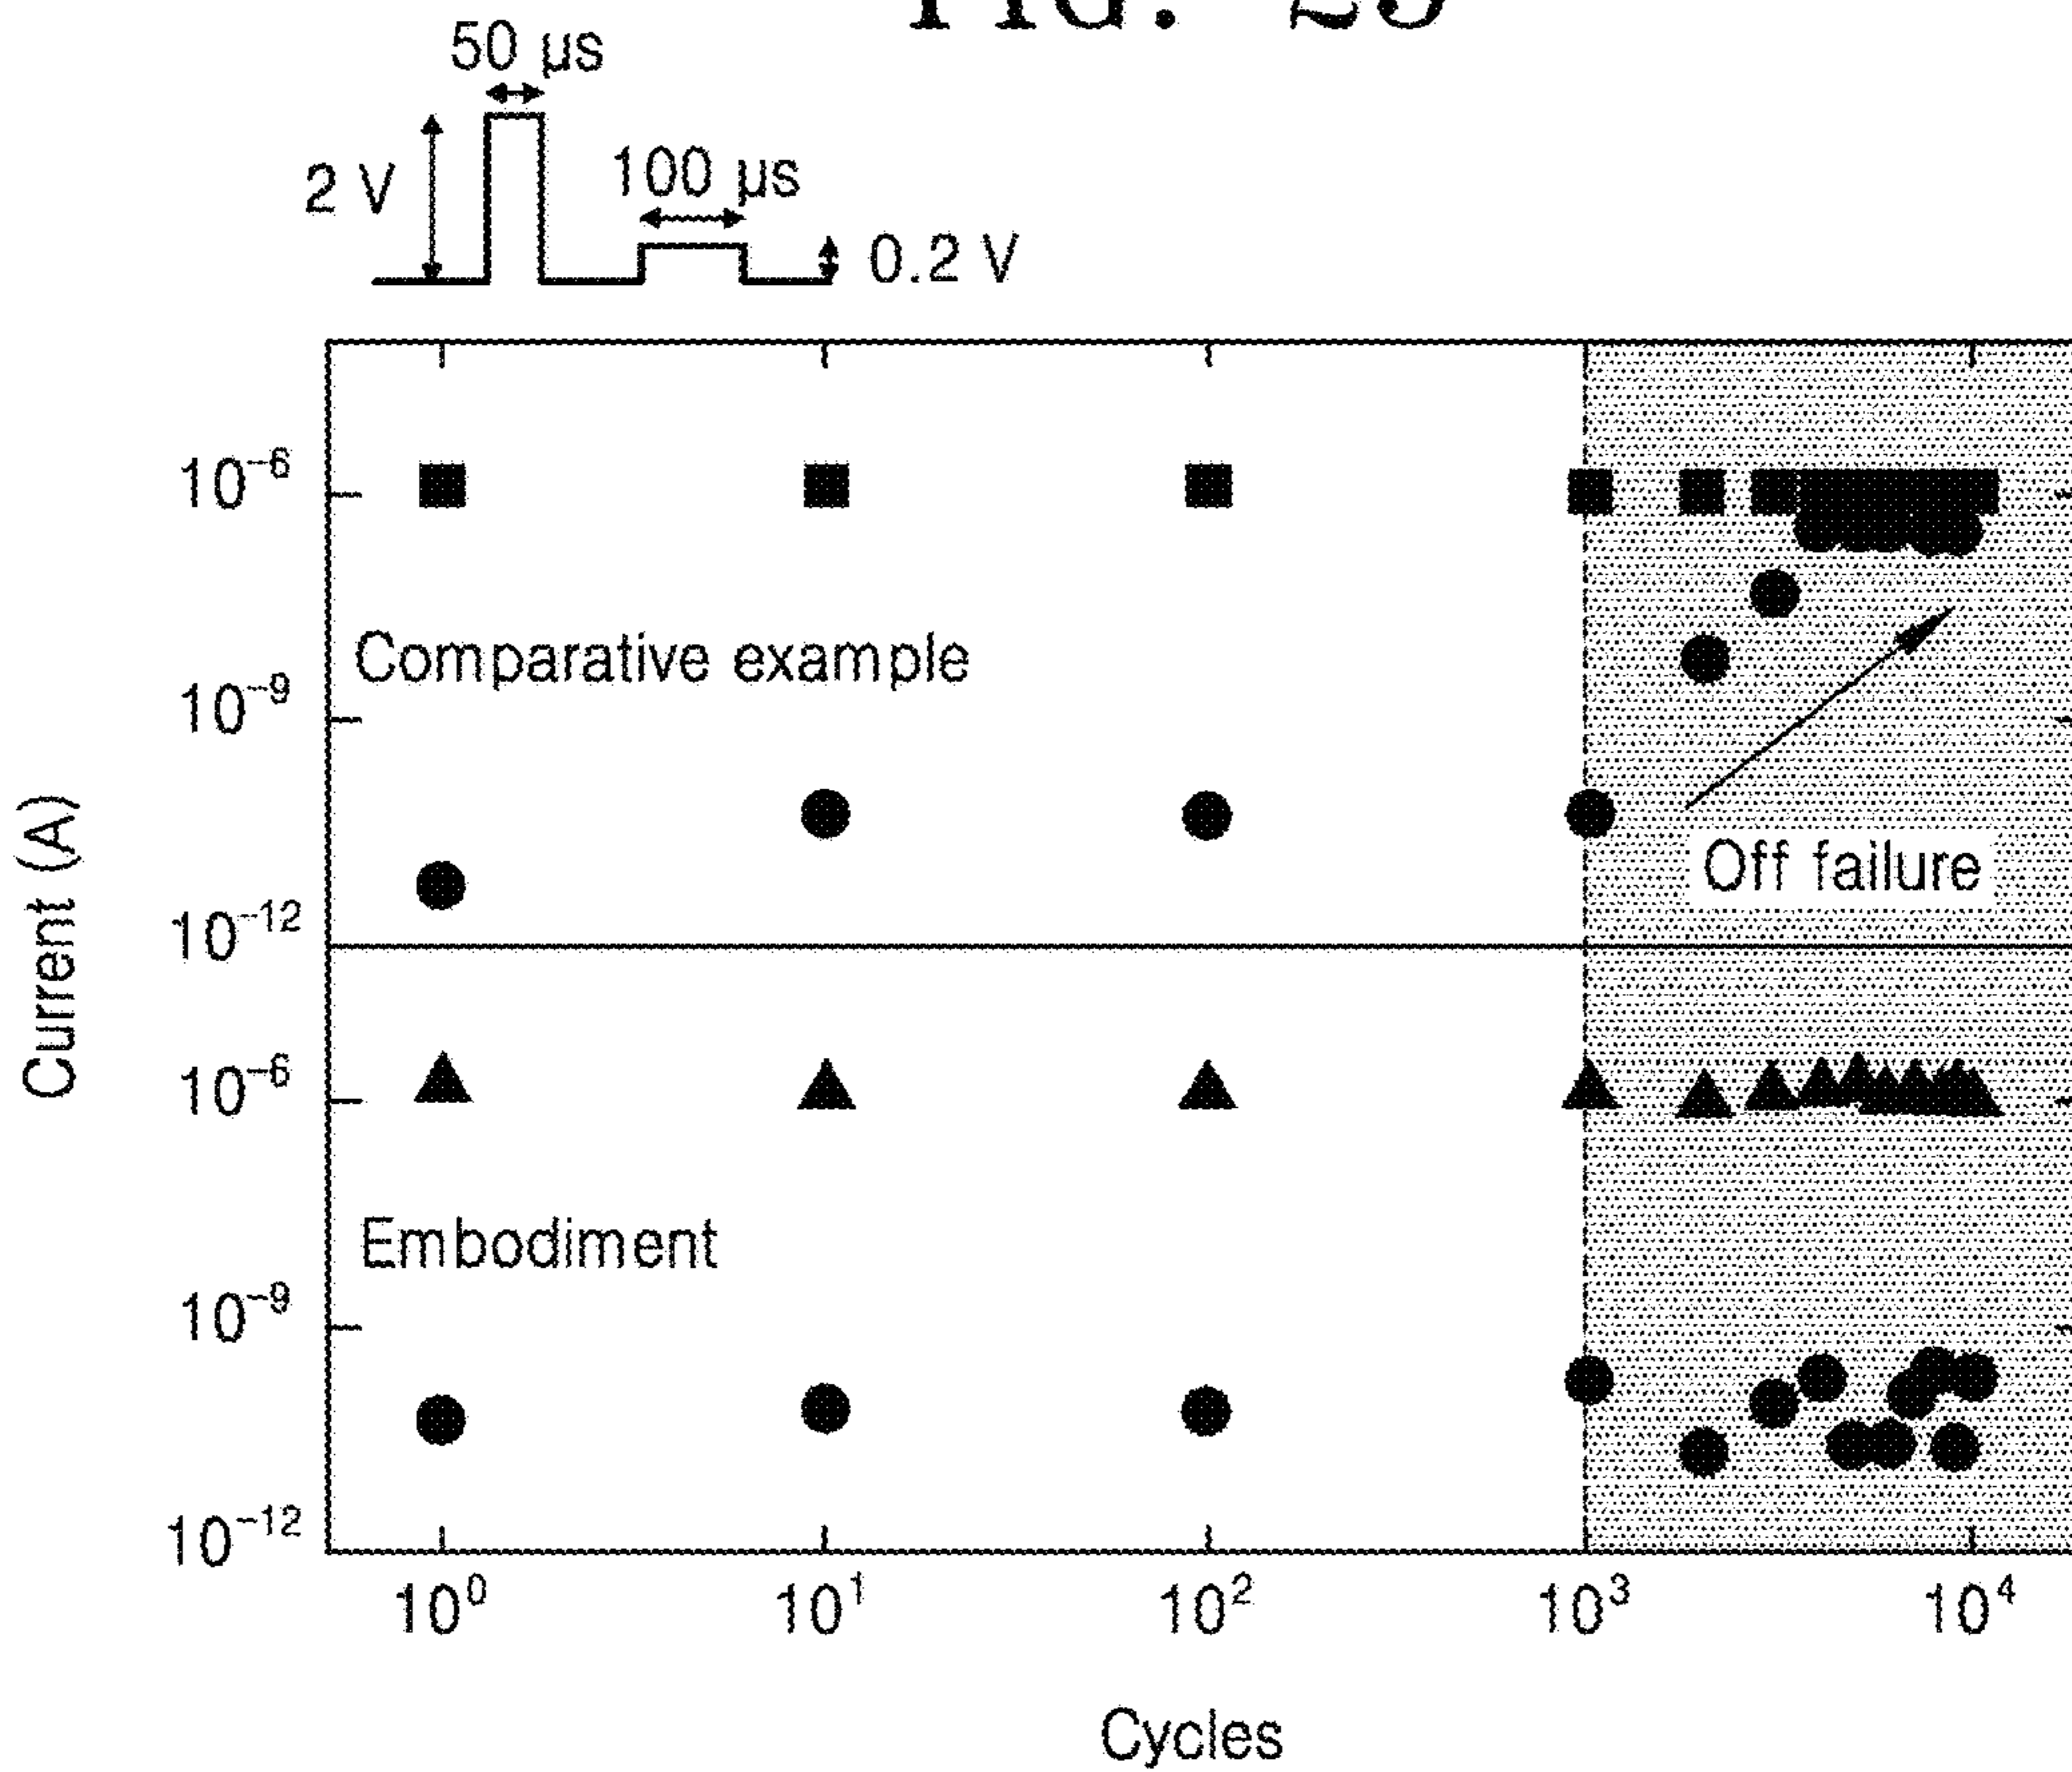 50 µs
2 V
100 µs
0.2 V
10⁻⁶
Comparative example
10⁻⁹
Off failure
10⁻¹²
Current (A)
10⁻⁶
Embodiment
10⁻⁹
10⁻¹²
10⁰ 10¹ 10² 10³ 10⁴
Cycles